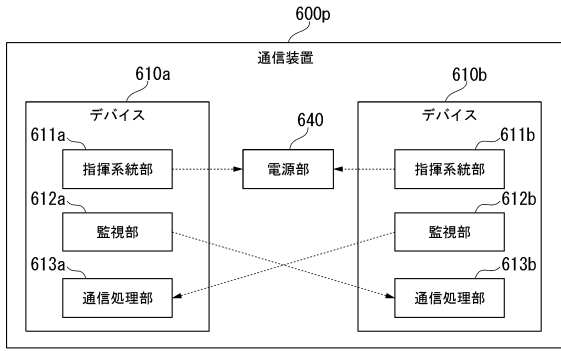 600p
通信装置
610a
610b
デバイス
デバイス
611a
640
611b
指揮系統部
電源部
指揮系統部
612a
612b
監視部
監視部
613a
613b
通信処理部
通信処理部